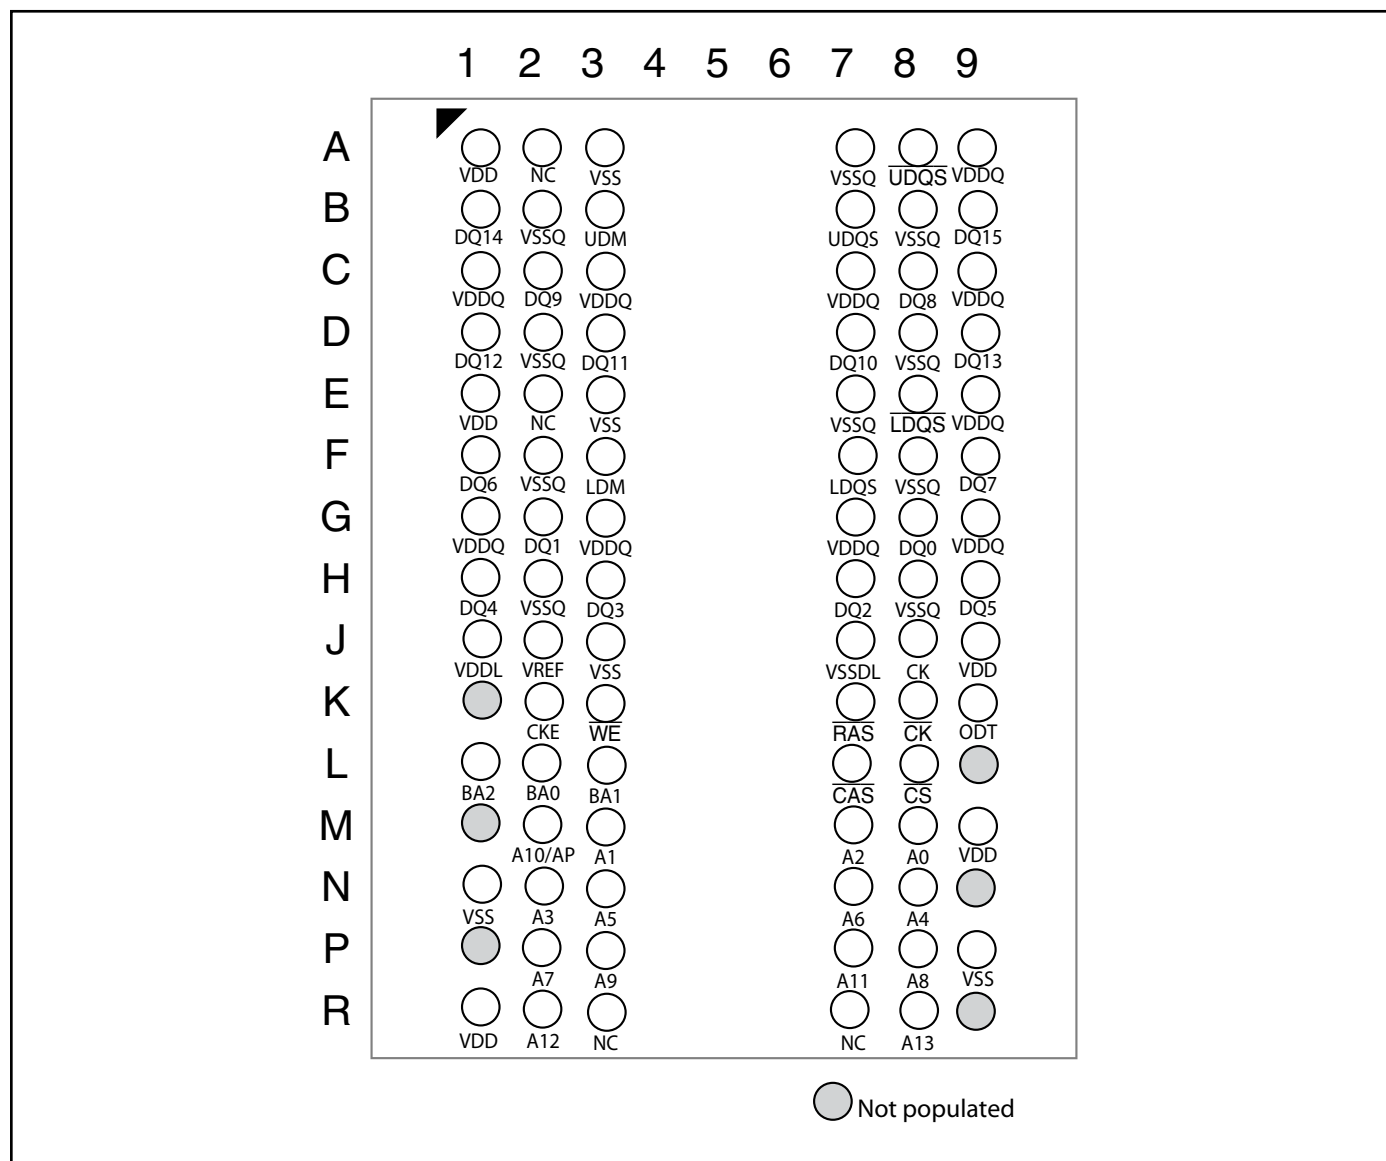 1 2 3 4 5 6 7 8 9
A
VDD NC VSS VSSQ UDQS VDDQ
B
DQ14 VSSQ UDM UDQS VSSQ DQ15
C
VDDQ DQ9 VDDQ VDDQ DQ8 VDDQ
D
DQ12 VSSQ DQ11 DQ10 VSSQ DQ13
E
VDD NC VSS VSSQ LDQS VDDQ
F
DQ6 VSSQ LDM LDQS VSSQ DQ7
G
VDDQ DQ1 VDDQ VDDQ DQ0 VDDQ
H
DQ4 VSSQ DQ3 DQ2 VSSQ DQ5
J
VDDL VREF VSS VSSDL CK VDD
K
CKE WE RAS CK ODT
L
BA2 BA0 BA1 CAS CS
M
A10/AP A1 A2 A0 VDD
N
VSS A3 A5 A6 A4
P
A7 A9 A11 A8 VSS
R
VDD A12 NC NC A13
Not populated